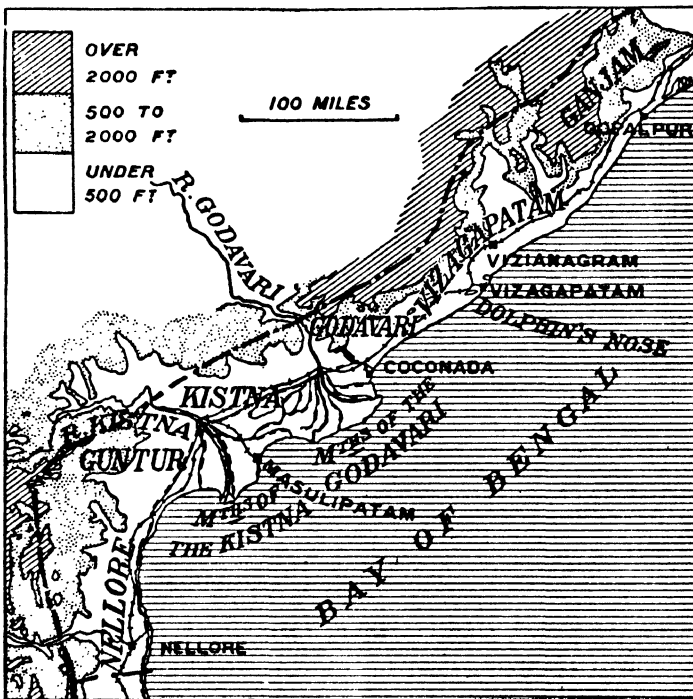 OVER
2000 FT
500 TO
2000 FT
UNDER
500 FT
100 MILES
GANJAM
GOPALPUR
R. GODAVARI
VIZAGAPATAM
VIZIANAGRAM
VIZAGAPATAM
DOLPHIN'S NOSE
GODAVARI
COCONADA
KISTNA
R. KISTNA
GUNTUR
MTHS OF THE
GODAVARI
MASULIPATAM
MTHS OF
THE KISTNA
BAY OF BENGAL
NELLORE
NELLORE